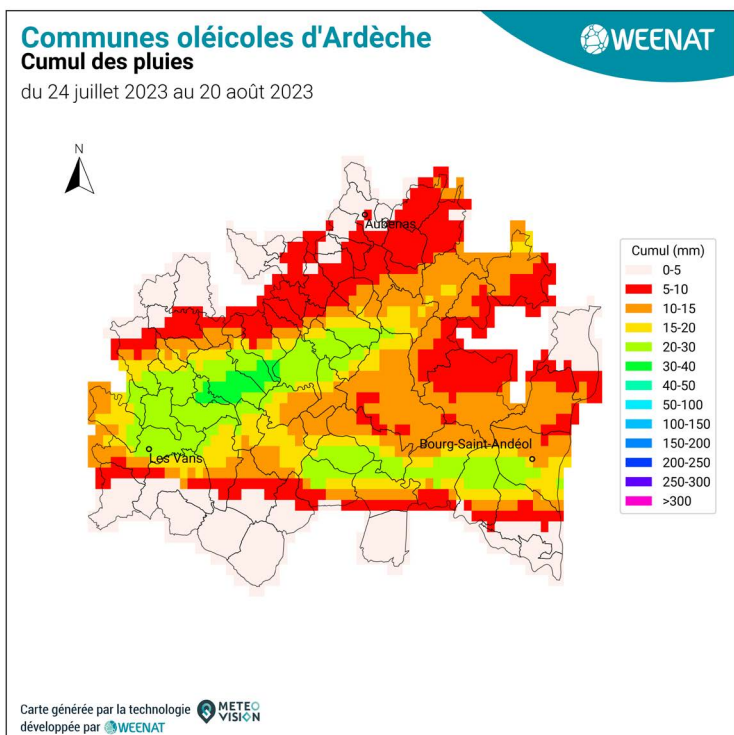 Communes oléicoles d'Ardèche
Cumul des pluies
du 24 juillet 2023 au 20 août 2023
WEENAT
N
Aubenas
Cumul (mm)
0-5
5-10
10-15
15-20
20-30
30-40
40-50
50-100
100-150
150-200
200-250
250-300
>300
Bourg-Saint-Andéol
Les Vans
Carte générée par la technologie METEO VISION
développée par WEENAT